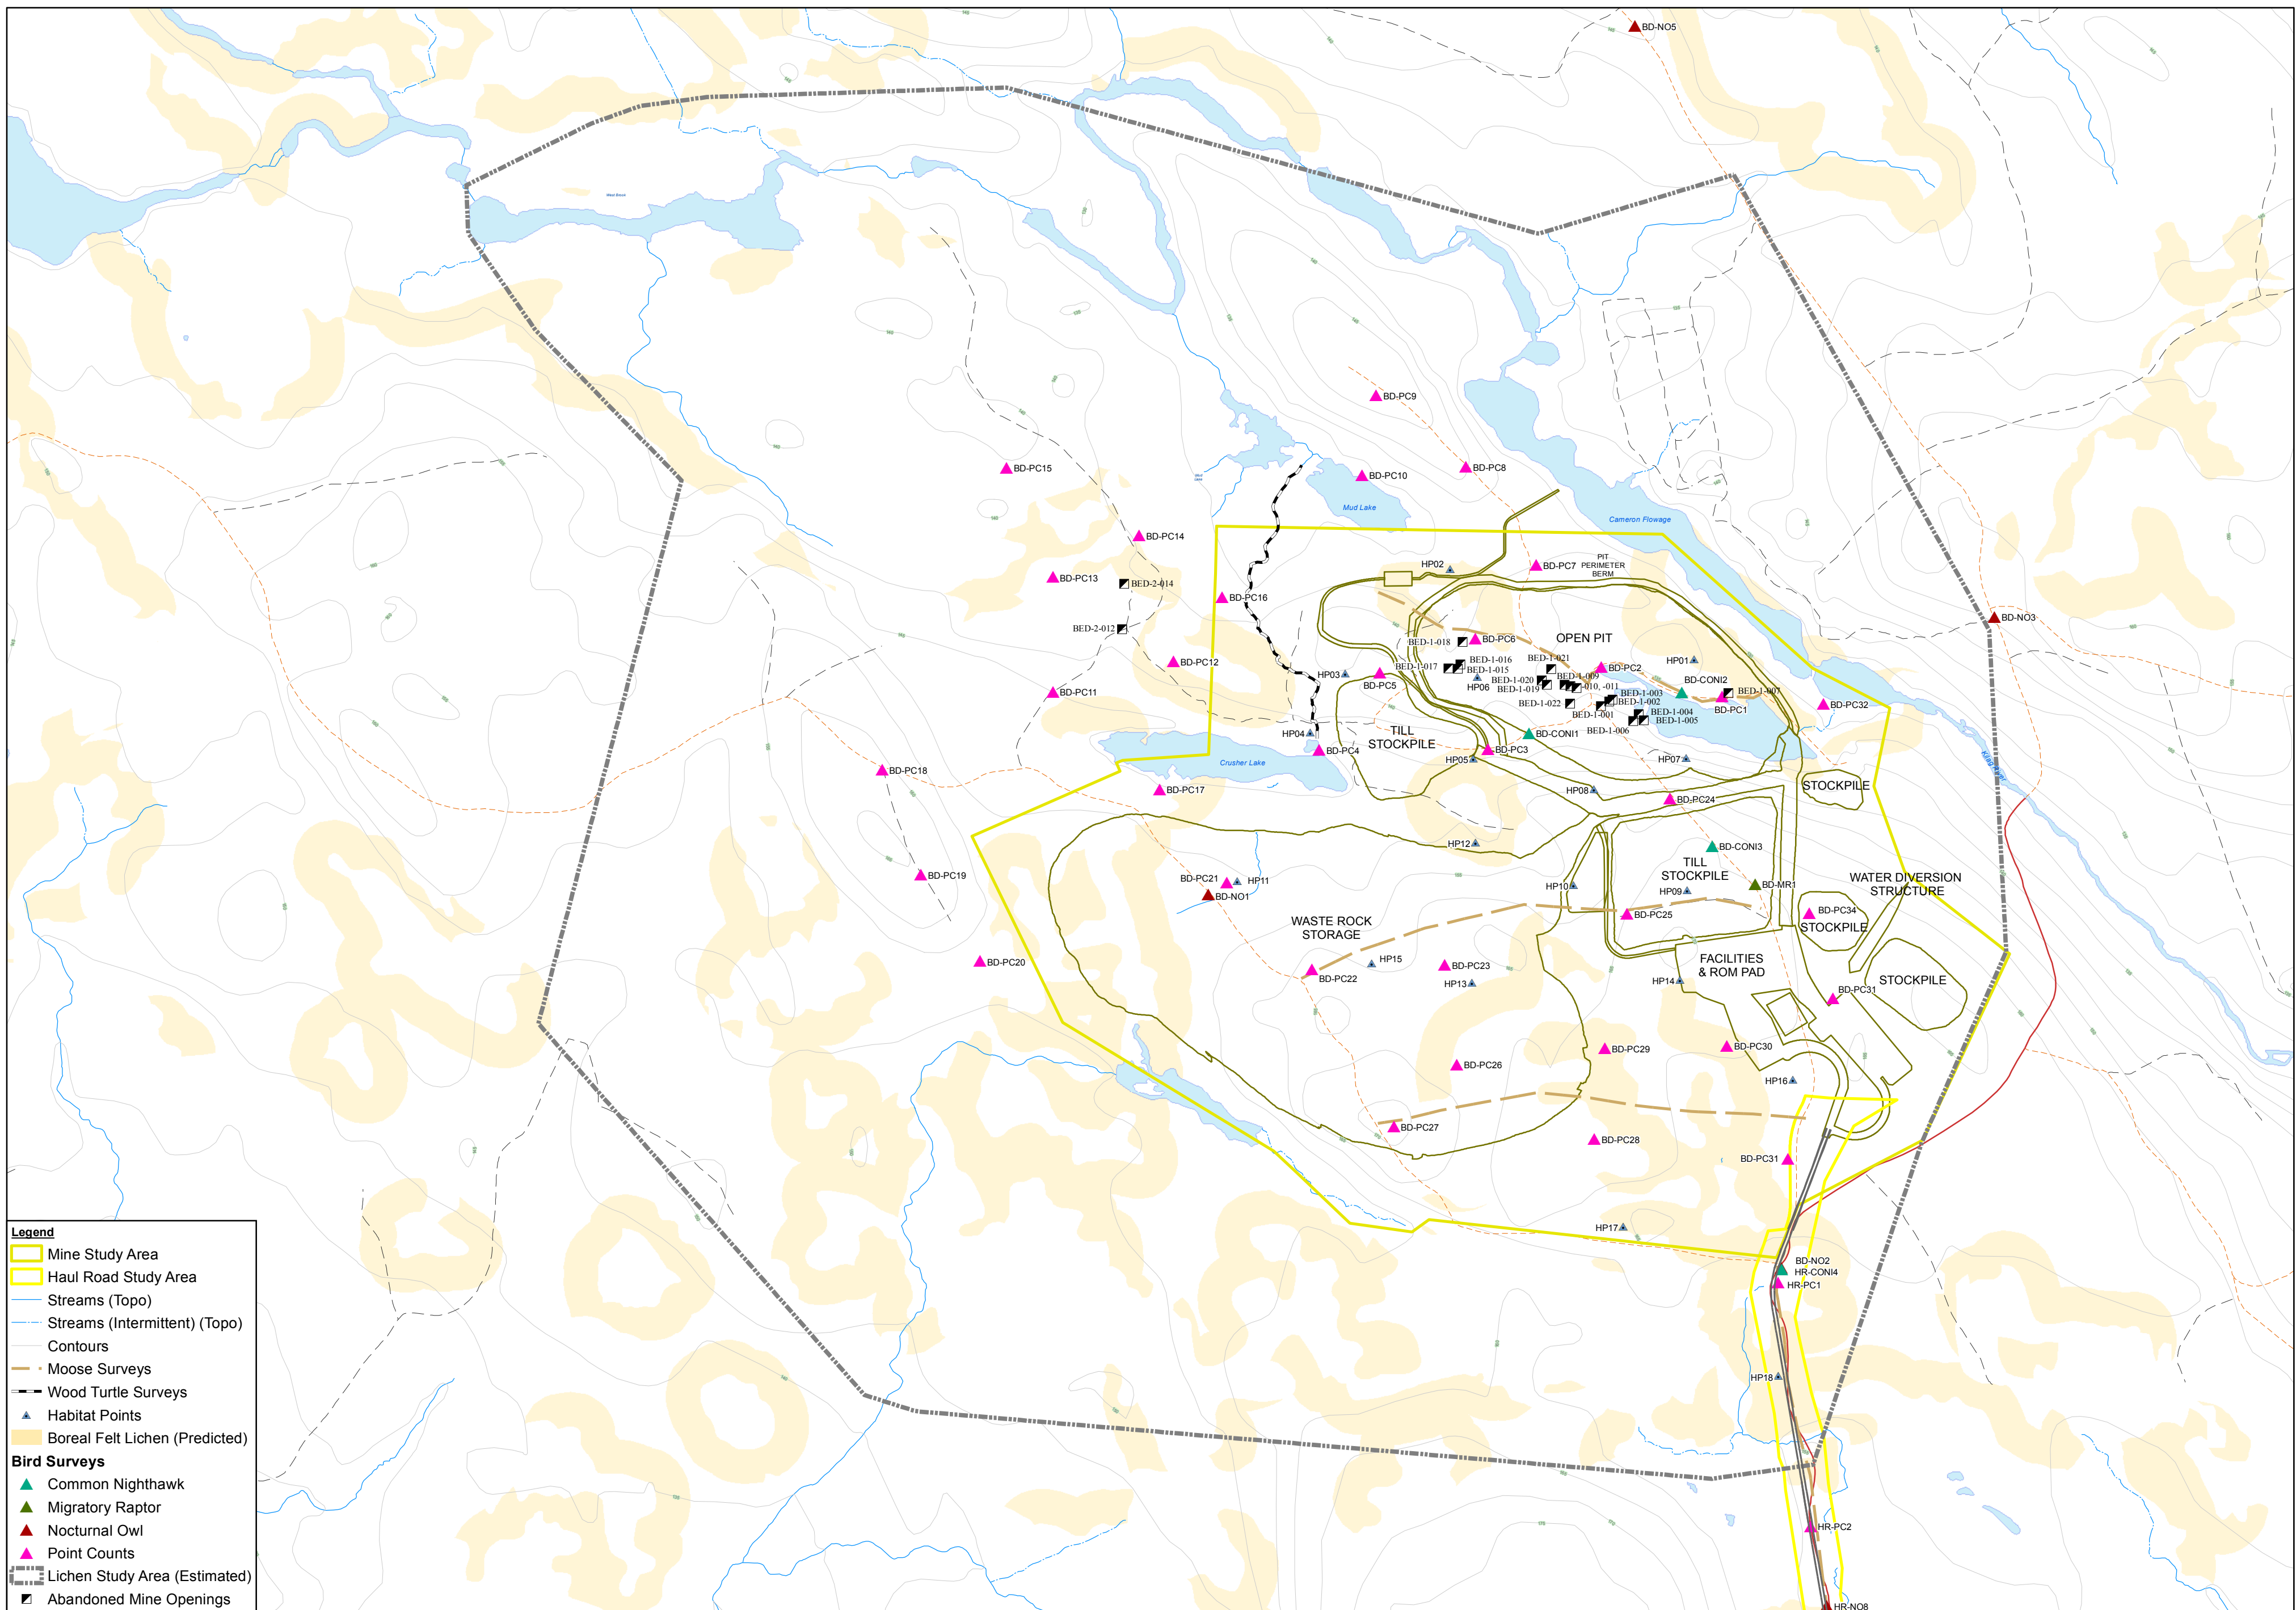 BD-NO5
West Brook
BD-PC9
BD-PC15
BD-PC10
BD-PC8
Mud Lake
Cameron Flowage
BD-PC14
BD-PC13
BED-2-014
BD-PC16
HP02
BD-PC7
PIT
PERIMETER
BERM
BD-NO3
BED-2-012
BED-1-018
BD-PC6
OPEN PIT
BD-PC12
HP03
BD-PC5
BED-1-017
BED-1-016
BED-1-015
HP06
BED-1-021
BED-1-020
BED-1-019
BED-1-009
-010, -011
BD-PC2
HP01
BD-CONI2
BED-1-007
BD-PC1
BD-PC32
BD-PC11
BED-1-022
BED-1-003
BED-1-002
BED-1-001
BED-1-004
BED-1-005
BED-1-006
HP04
BD-PC4
TILL
STOCKPILE
BD-CONI1
BD-PC3
HP05
HP07
Crusher Lake
BD-PC18
BD-PC17
HP08
BD-PC24
STOCKPILE
HP12
BD-CONI3
TILL
STOCKPILE
BD-PC19
BD-PC21
HP11
BD-NO1
HP10
HP09
BD-MR1
WATER DIVERSION
STRUCTURE
WASTE ROCK
STORAGE
BD-PC25
BD-PC34
STOCKPILE
BD-PC20
BD-PC22
HP15
BD-PC23
HP13
HP14
FACILITIES
& ROM PAD
STOCKPILE
BD-PC31
BD-PC29
BD-PC30
BD-PC26
HP16
BD-PC27
BD-PC28
BD-PC31
HP17
BD-NO2
HR-CONI4
HR-PC1
HP18
HR-PC2
HR-NO8
Legend
Mine Study Area
Haul Road Study Area
Streams (Topo)
Streams (Intermittent) (Topo)
Contours
Moose Surveys
Wood Turtle Surveys
Habitat Points
Boreal Felt Lichen (Predicted)
Bird Surveys
Common Nighthawk
Migratory Raptor
Nocturnal Owl
Point Counts
Lichen Study Area (Estimated)
Abandoned Mine Openings